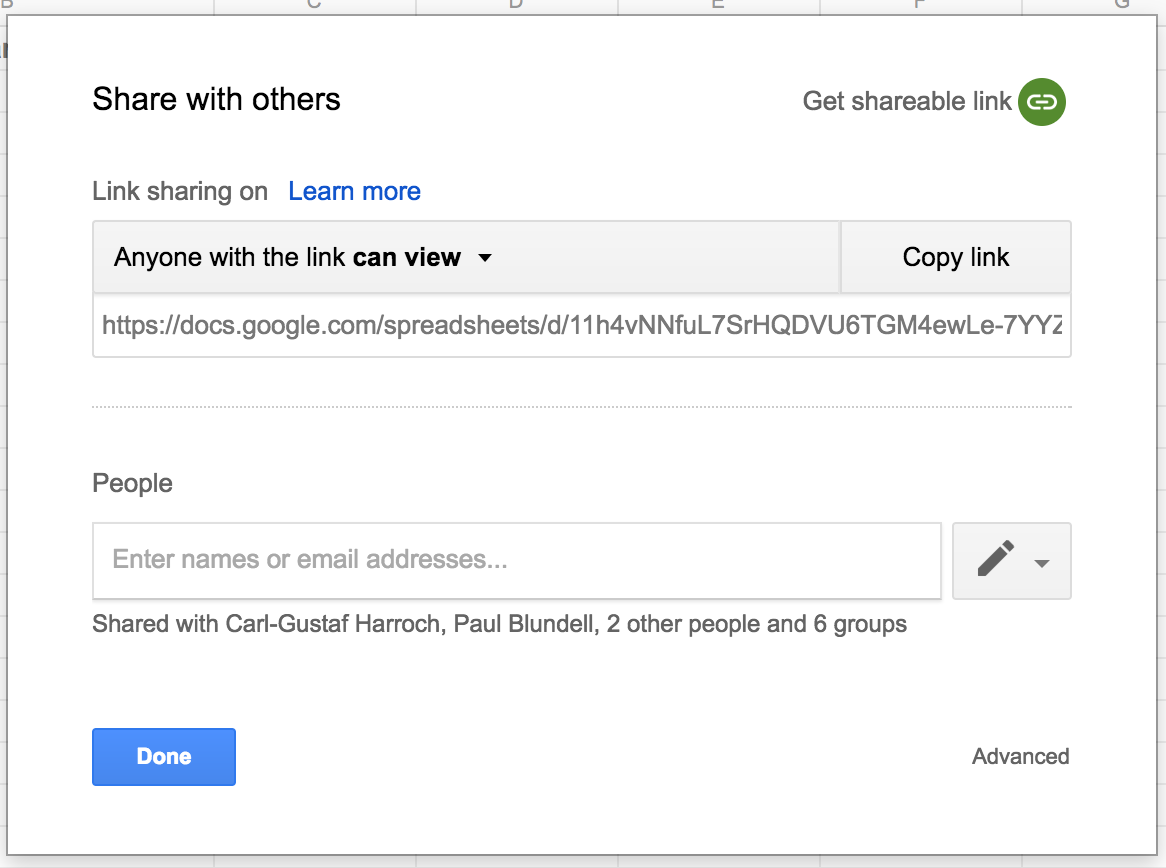 B C D E F G
Share with others
Get shareable link
Link sharing on Learn more
Anyone with the link can view
Copy link
https://docs.google.com/spreadsheets/d/11h4vNNfuL7SrHQDVU6TGM4ewLe-7YYZ
People
Enter names or email addresses...
Shared with Carl-Gustaf Harroch, Paul Blundell, 2 other people and 6 groups
Done
Advanced